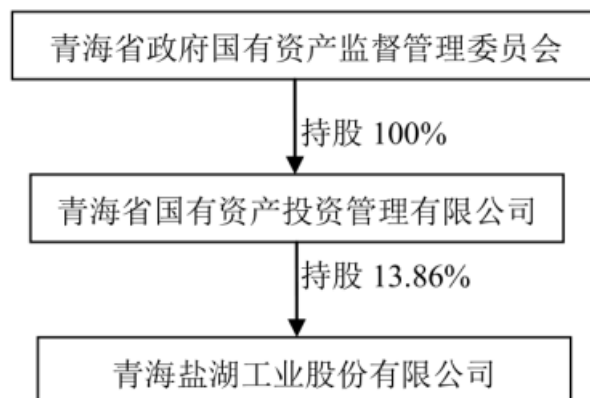 青海省政府国有资产监督管理委员会
持股 100%
青海省国有资产投资管理有限公司
持股 13.86%
青海盐湖工业股份有限公司